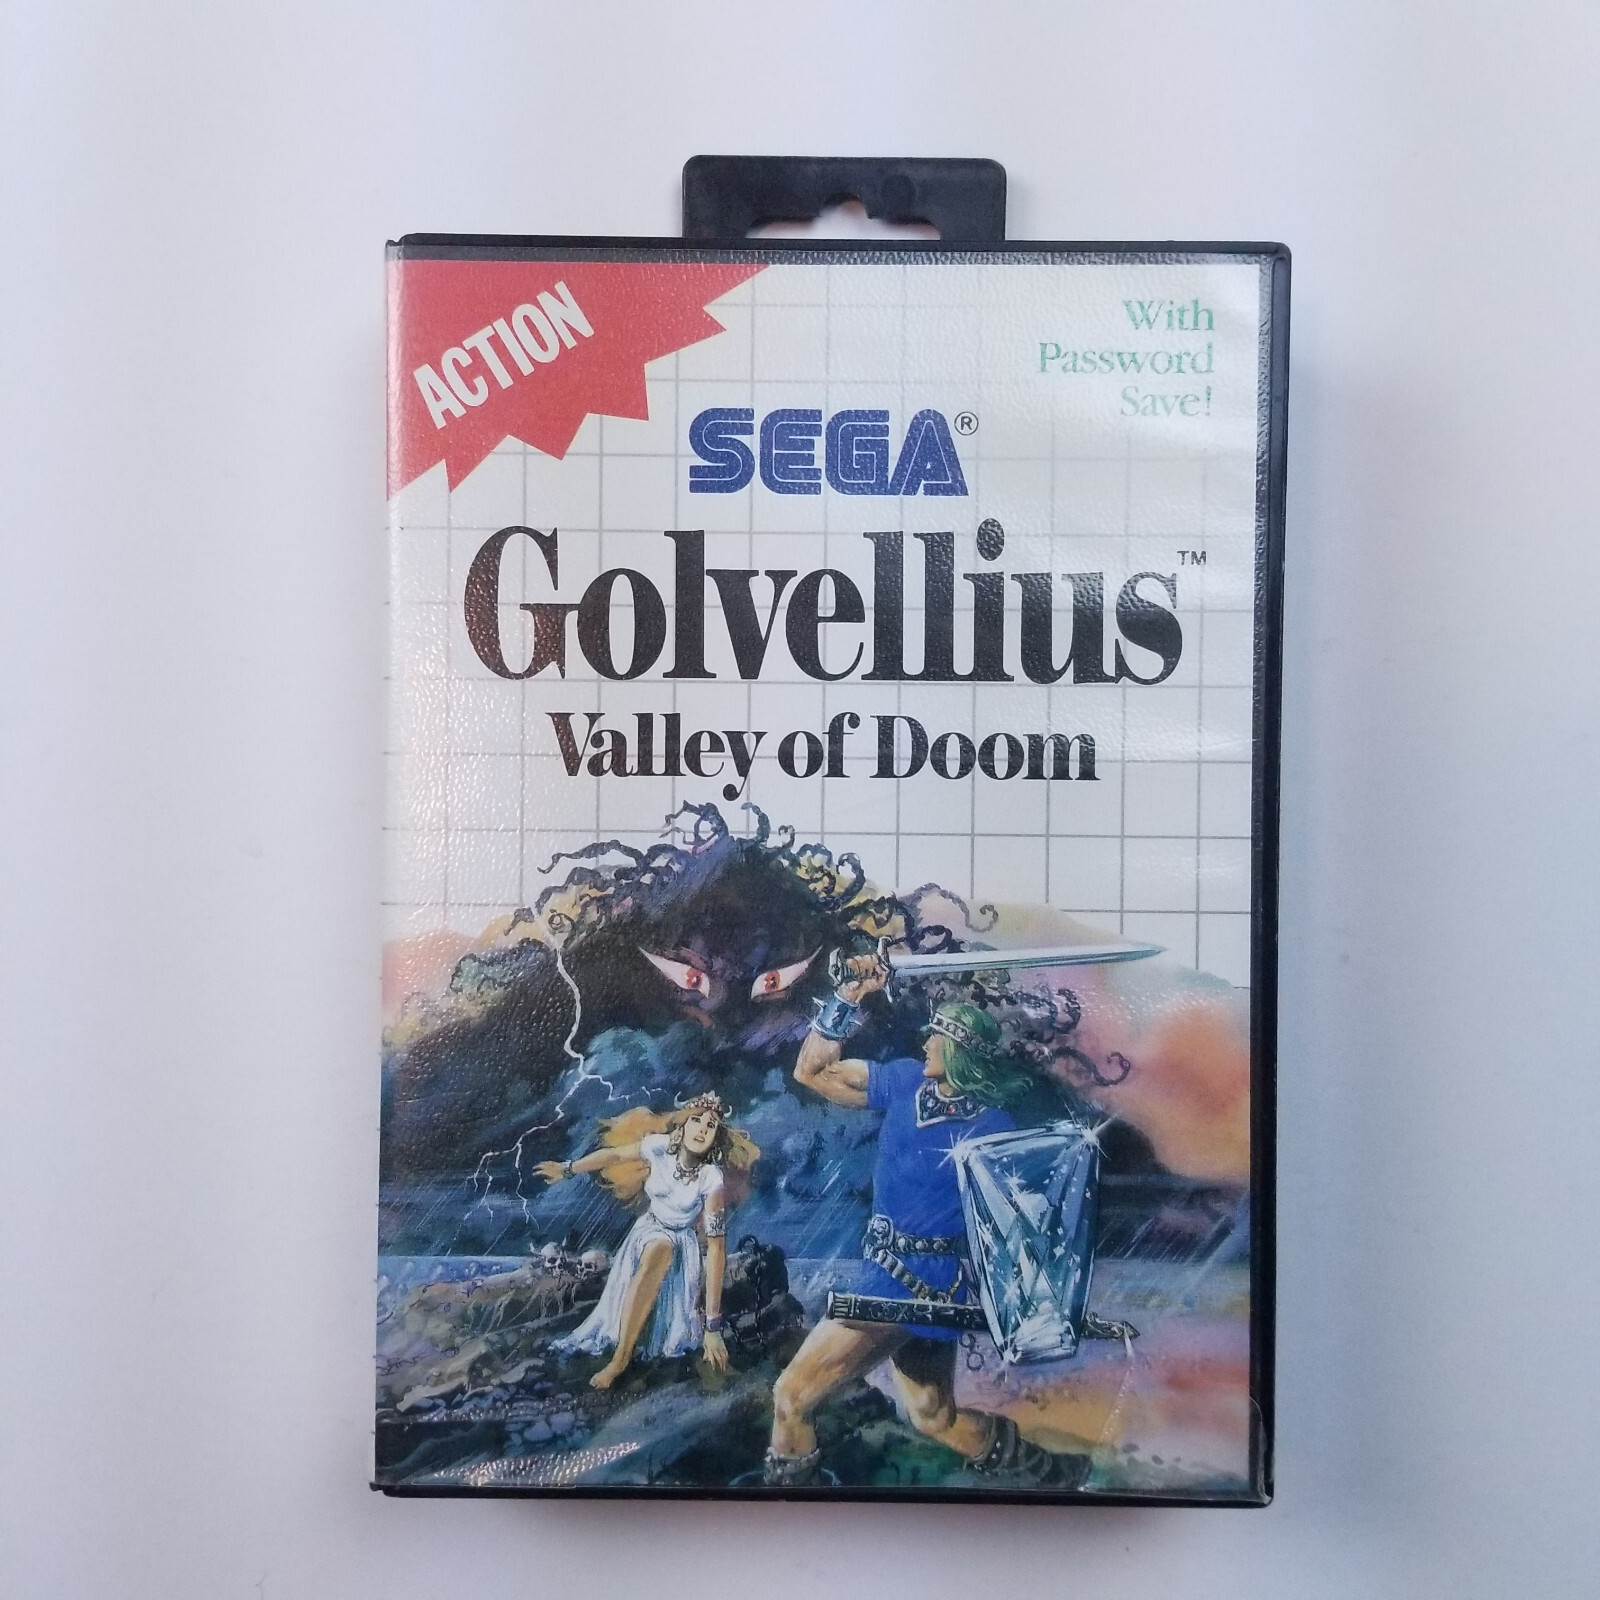 ACTION
With
Password
Save!
SEGA®
Golvellius™
Valley of Doom